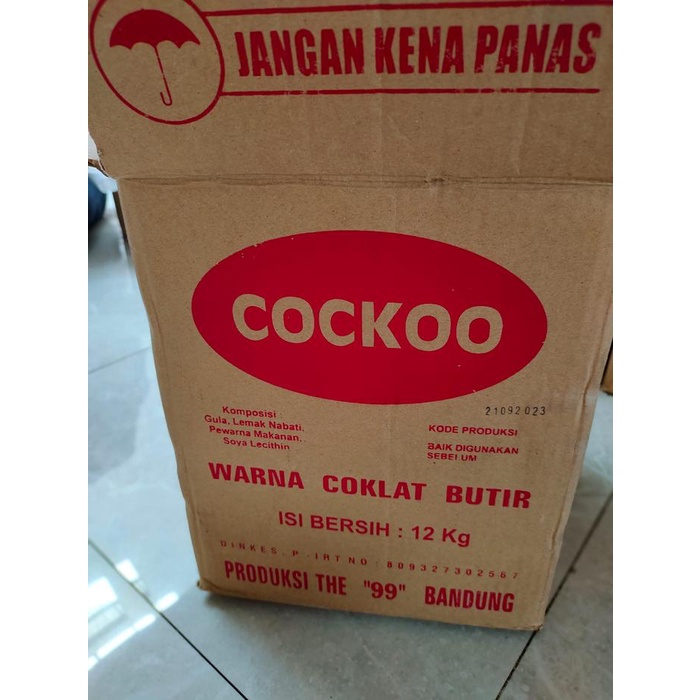 JANGAN KENA PANAS
COCKOO
Komposisi :
Gula, Lemak Nabati,
Pewarna Makanan,
Soya Lecithin
21092023
KODE PRODUKSI
BAIK DIGUNAKAN
SEBELUM
WARNA COKLAT BUTIR
ISI BERSIH : 12 Kg
DINKES. P-IRT NO : 809327302567
PRODUKSI THE "99" BANDUNG